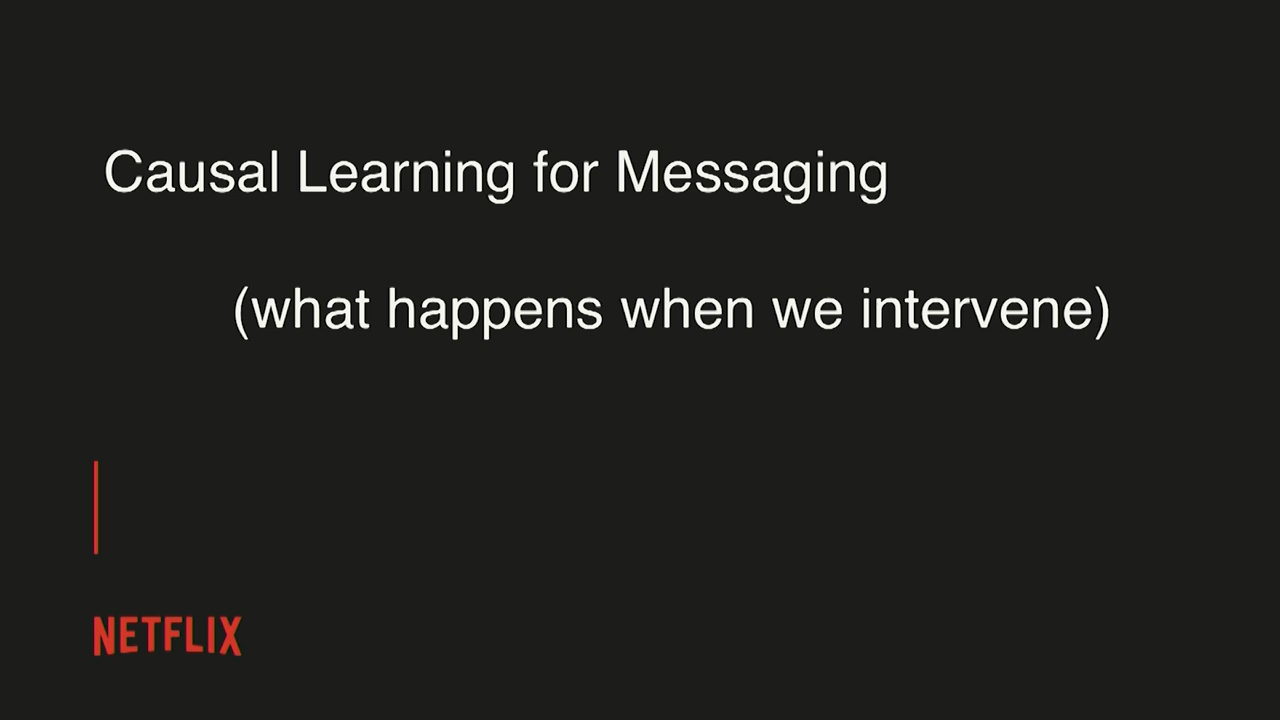 Causal Learning for Messaging
(what happens when we intervene)
NETFLIX